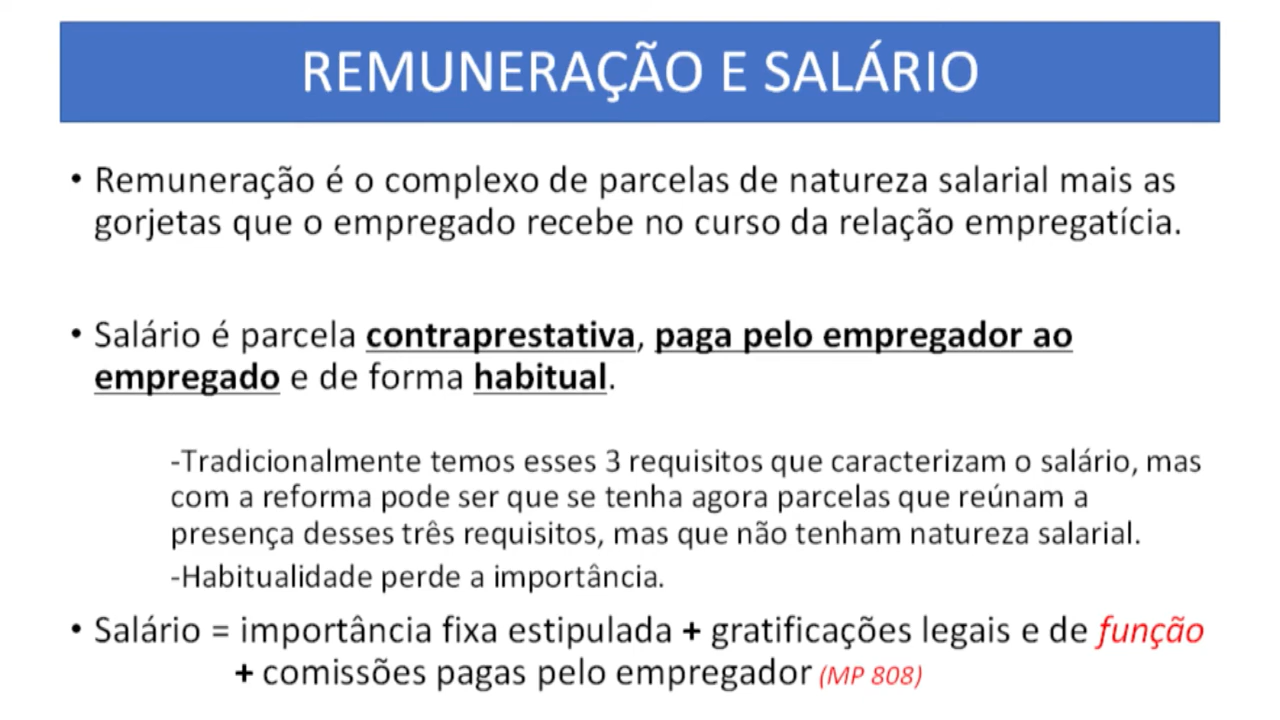 REMUNERAÇÃO E SALÁRIO
• Remuneração é o complexo de parcelas de natureza salarial mais as
gorjetas que o empregado recebe no curso da relação empregatícia.
• Salário é parcela contraprestativa, paga pelo empregador ao
empregado e de forma habitual.
-Tradicionalmente temos esses 3 requisitos que caracterizam o salário, mas
com a reforma pode ser que se tenha agora parcelas que reúnam a
presença desses três requisitos, mas que não tenham natureza salarial.
-Habitualidade perde a importância.
• Salário = importância fixa estipulada + gratificações legais e de função
+ comissões pagas pelo empregador (MP 808)